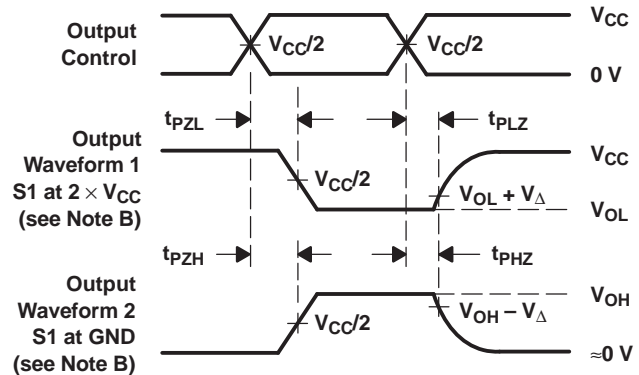 Output
Control
V_CC/2
V_CC/2
V_CC
0 V
t_PZL
t_PLZ
Output
Waveform 1
S1 at 2 × V_CC
(see Note B)
V_CC/2
V_CC
V_OL + V_Δ
V_OL
t_PZH
t_PHZ
Output
Waveform 2
S1 at GND
(see Note B)
V_CC/2
V_OH
V_OH − V_Δ
≈0 V